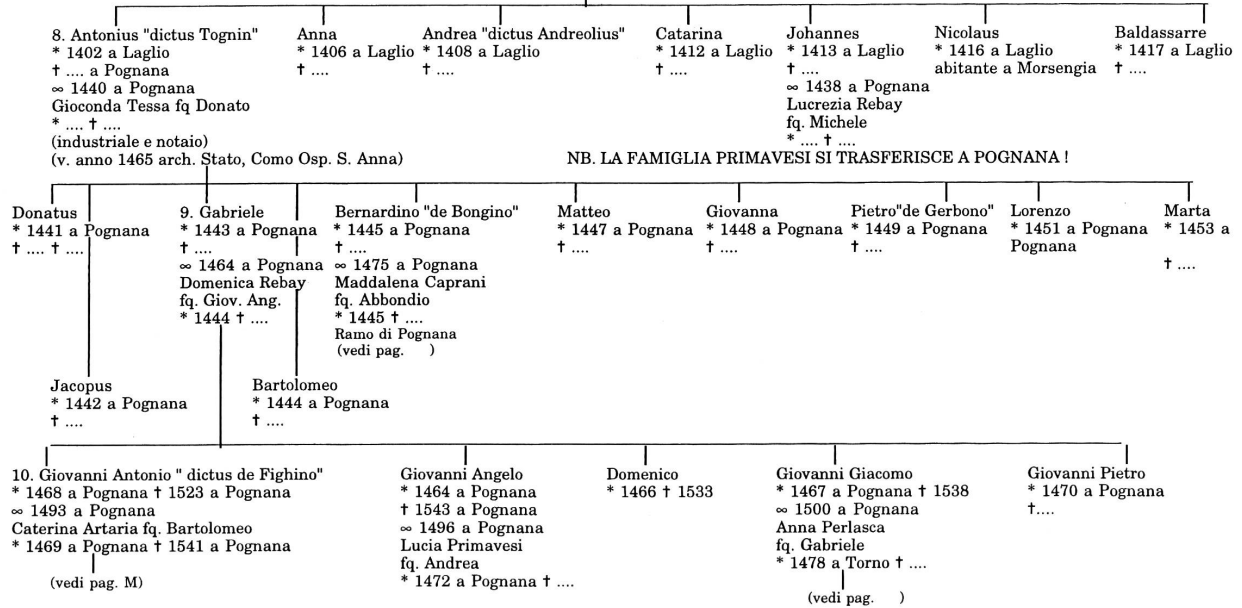 8. Antonius "dictus Tognin"
* 1402 a Laglio
† .... a Pognana
∞ 1440 a Pognana
Gioconda Tessa fq Donato
* .... † ....
(industriale e notaio)
(v. anno 1465 arch. Stato, Como Osp. S. Anna)
Anna
* 1406 a Laglio
† ....
Andrea "dictus Andreolius"
* 1408 a Laglio
† ....
Catarina
* 1412 a Laglio
† ....
Johannes
* 1413 a Laglio
† ....
∞ 1438 a Pognana
Lucrezia Rebay
fq. Michele
* .... † ....
Nicolaus
* 1416 a Laglio
abitante a Morsengia
Baldassarre
* 1417 a Laglio
† ....
NB. LA FAMIGLIA PRIMAVESI SI TRASFERISCE A POGNANA !
Donatus
* 1441 a Pognana
† .... † ....
9. Gabriele
* 1443 a Pognana
† ....
∞ 1464 a Pognana
Domenica Rebay
fq. Giov. Ang.
* 1444 † ....
Bernardino "de Bongino"
* 1445 a Pognana
† ....
∞ 1475 a Pognana
Maddalena Caprani
fq. Abbondio
* 1445 † ....
Ramo di Pognana
(vedi pag. )
Matteo
* 1447 a Pognana
† ....
Giovanna
* 1448 a Pognana
† ....
Pietro"de Gerbono"
* 1449 a Pognana
† ....
Lorenzo
* 1451 a Pognana
Marta
* 1453 a
Pognana
† ....
Jacopus
* 1442 a Pognana
† ....
Bartolomeo
* 1444 a Pognana
† ....
10. Giovanni Antonio " dictus de Fighino"
* 1468 a Pognana † 1523 a Pognana
∞ 1493 a Pognana
Caterina Artaria fq. Bartolomeo
* 1469 a Pognana † 1541 a Pognana
(vedi pag. M)
Giovanni Angelo
* 1464 a Pognana
† 1543 a Pognana
∞ 1496 a Pognana
Lucia Primavesi
fq. Andrea
* 1472 a Pognana † ....
Domenico
* 1466 † 1533
Giovanni Giacomo
* 1467 a Pognana † 1538
∞ 1500 a Pognana
Anna Perlasca
fq. Gabriele
* 1478 a Torno † ....
(vedi pag. )
Giovanni Pietro
* 1470 a Pognana
†....